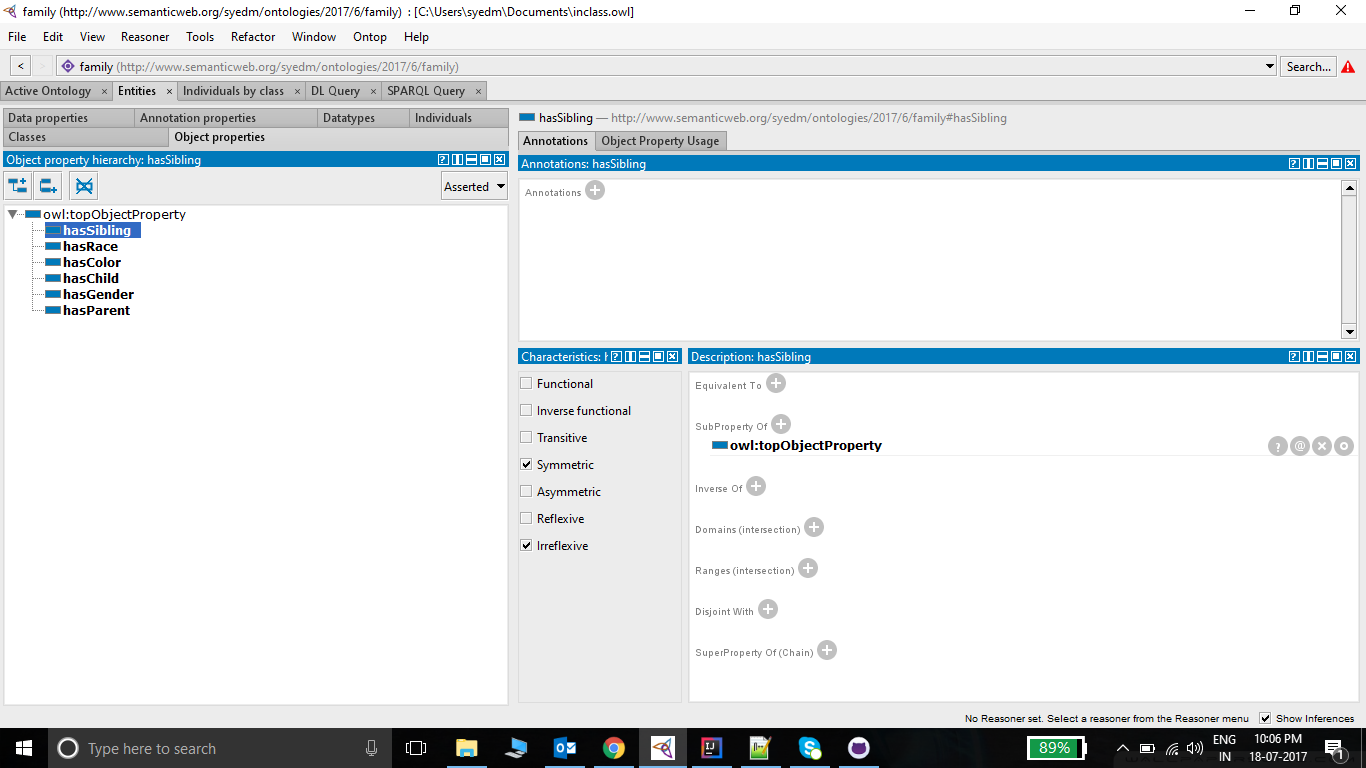 family (http://www.semanticweb.org/syedm/ontologies/2017/6/family) : [C:\Users\syedm\Documents\inclass.owl]
File Edit View Reasoner Tools Refactor Window Ontop Help
< > family (http://www.semanticweb.org/syedm/ontologies/2017/6/family) Search...
Active Ontology × Entities × Individuals by class × DL Query × SPARQL Query ×
Data properties Annotation properties Datatypes Individuals
Classes Object properties
Object property hierarchy: hasSibling
Asserted
owl:topObjectProperty
hasSibling
hasRace
hasColor
hasChild
hasGender
hasParent
hasSibling — http://www.semanticweb.org/syedm/ontologies/2017/6/family#hasSibling
Annotations Object Property Usage
Annotations: hasSibling
Annotations
Characteristics: h
Functional
Inverse functional
Transitive
Symmetric
Asymmetric
Reflexive
Irreflexive
Description: hasSibling
Equivalent To
SubProperty Of
owl:topObjectProperty
Inverse Of
Domains (intersection)
Ranges (intersection)
Disjoint With
SuperProperty Of (Chain)
No Reasoner set. Select a reasoner from the Reasoner menu Show Inferences
Type here to search
89%
ENG
IN
10:06 PM
18-07-2017
1